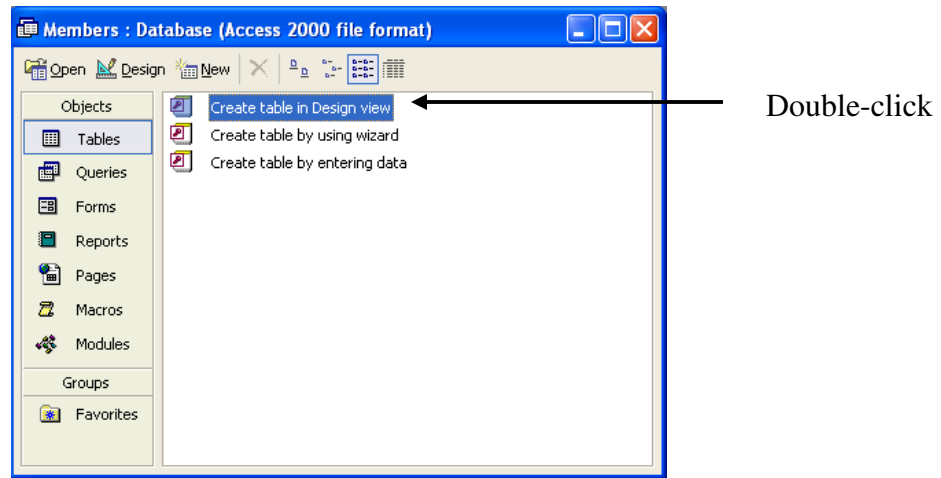 Members : Database (Access 2000 file format)
Open Design New
Objects
Tables
Queries
Forms
Reports
Pages
Macros
Modules
Groups
Favorites
Create table in Design view
Create table by using wizard
Create table by entering data
Double-click